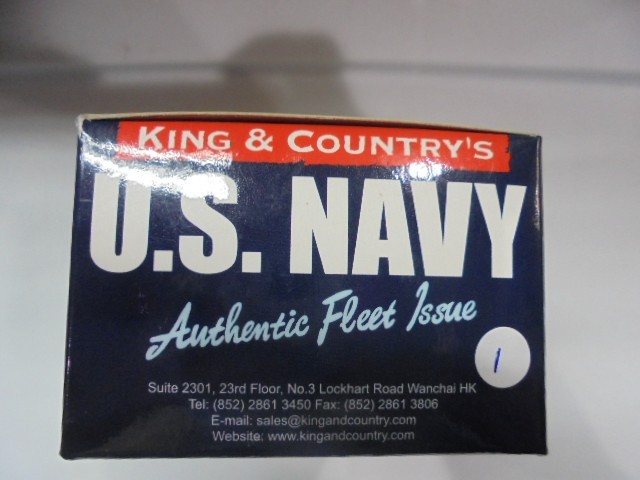 KING & COUNTRY'S
U.S. NAVY
Authentic Fleet Issue
1
Suite 2301, 23rd Floor, No.3 Lockhart Road Wanchai HK
Tel: (852) 2861 3450 Fax: (852) 2861 3806
E-mail: sales@kingandcountry.com
Website: www.kingandcountry.com